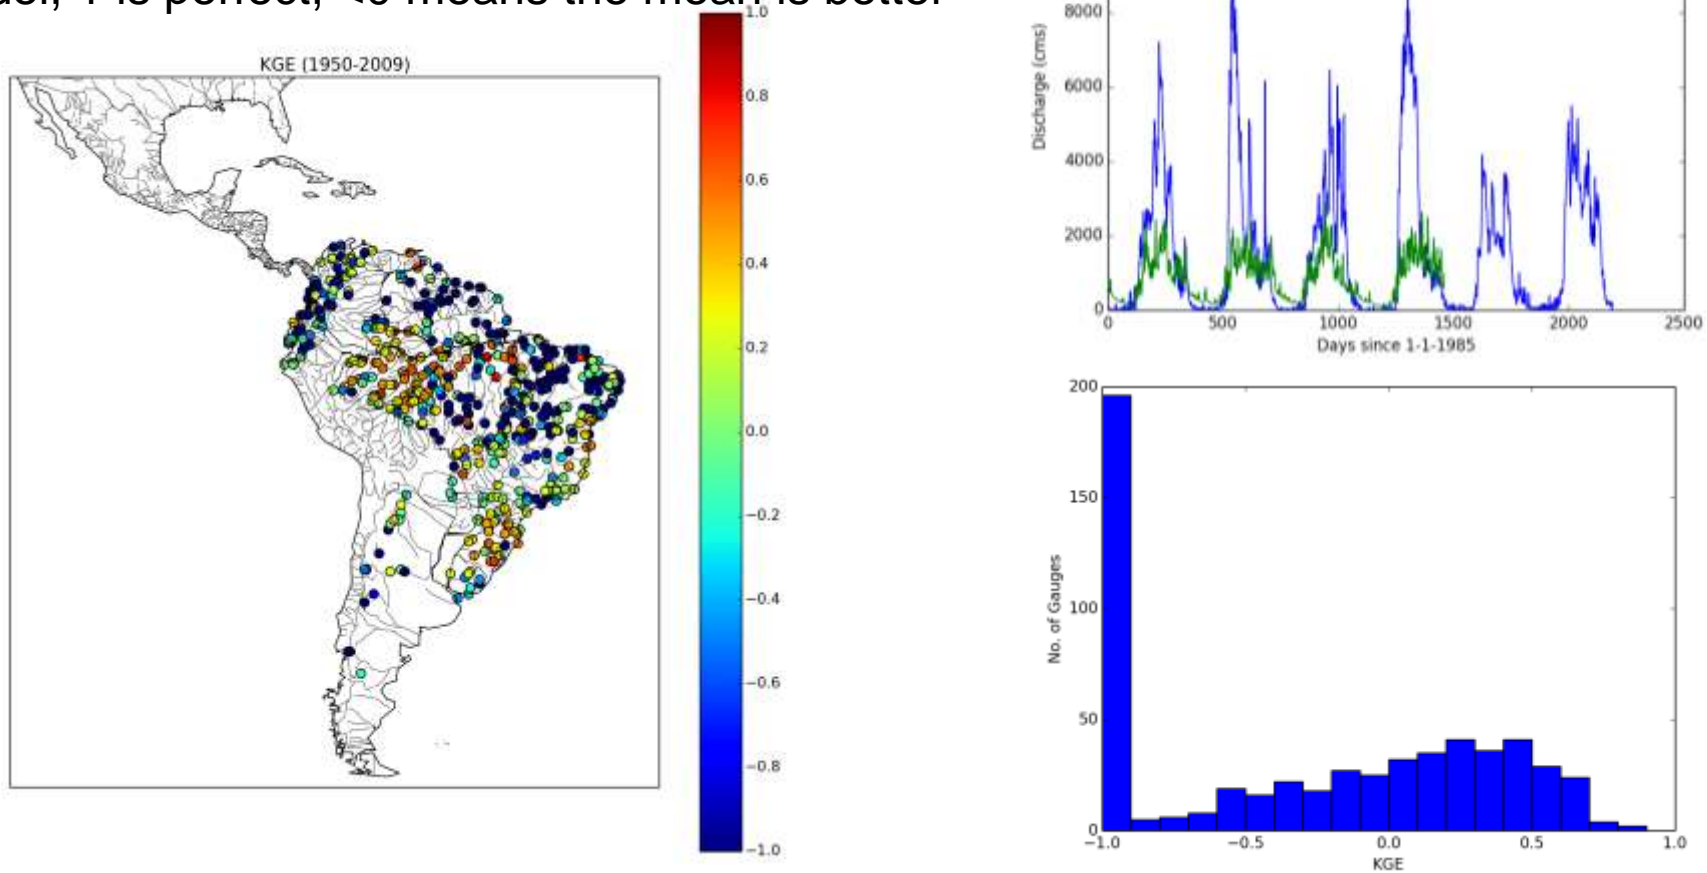 1 is perfect, <0 means the mean is better
KGE (1950-2009)
1.0
0.8
0.6
0.4
0.2
0.0
−0.2
−0.4
−0.6
−0.8
−1.0
8000
6000
4000
2000
0
Discharge (cms)
0 500 1000 1500 2000 2500
Days since 1-1-1985
200
150
100
50
0
No. of Gauges
−1.0 −0.5 0.0 0.5 1.0
KGE